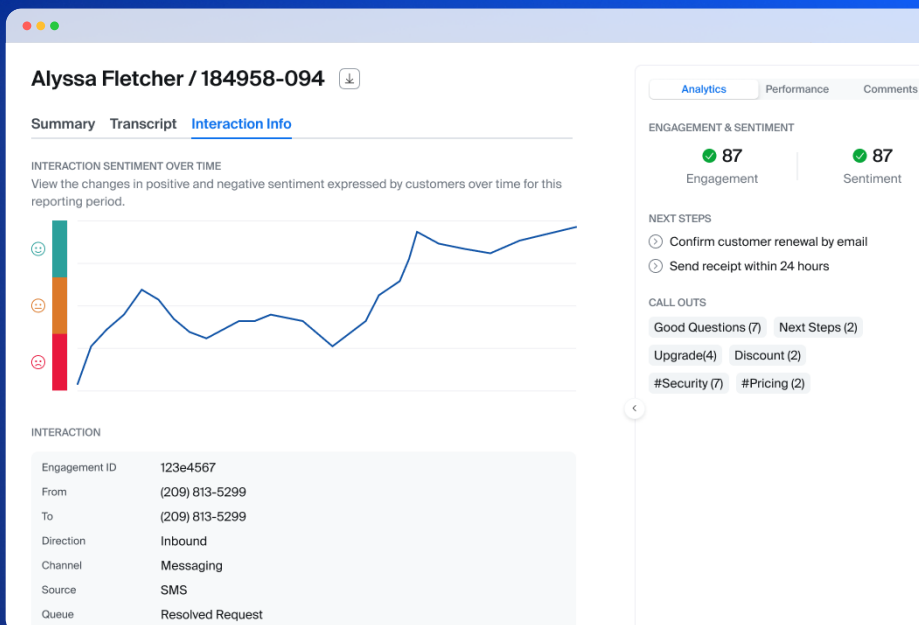 Alyssa Fletcher / 184958-094
Summary Transcript Interaction Info
INTERACTION SENTIMENT OVER TIME
View the changes in positive and negative sentiment expressed by customers over time for this
reporting period.
INTERACTION
Engagement ID 123e4567
From (209) 813-5299
To (209) 813-5299
Direction Inbound
Channel Messaging
Source SMS
Queue Resolved Request
Analytics Performance Comments
ENGAGEMENT & SENTIMENT
87 87
Engagement Sentiment
NEXT STEPS
Confirm customer renewal by email
Send receipt within 24 hours
CALL OUTS
Good Questions (7) Next Steps (2)
Upgrade(4) Discount (2)
#Security (7) #Pricing (2)